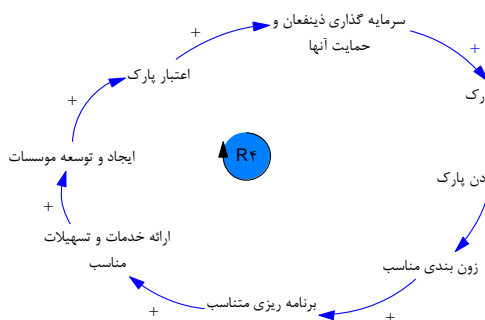 سرمایه گذاری ذینفعان و
حمایت آنها
+
+
+
اعتبار پارک
+
ایجاد و توسعه موسسات
R۴
دن پارک
+
ارائه خدمات و تسهیلات
مناسب
زون بندی مناسب
برنامه ریزی متناسب
+
+